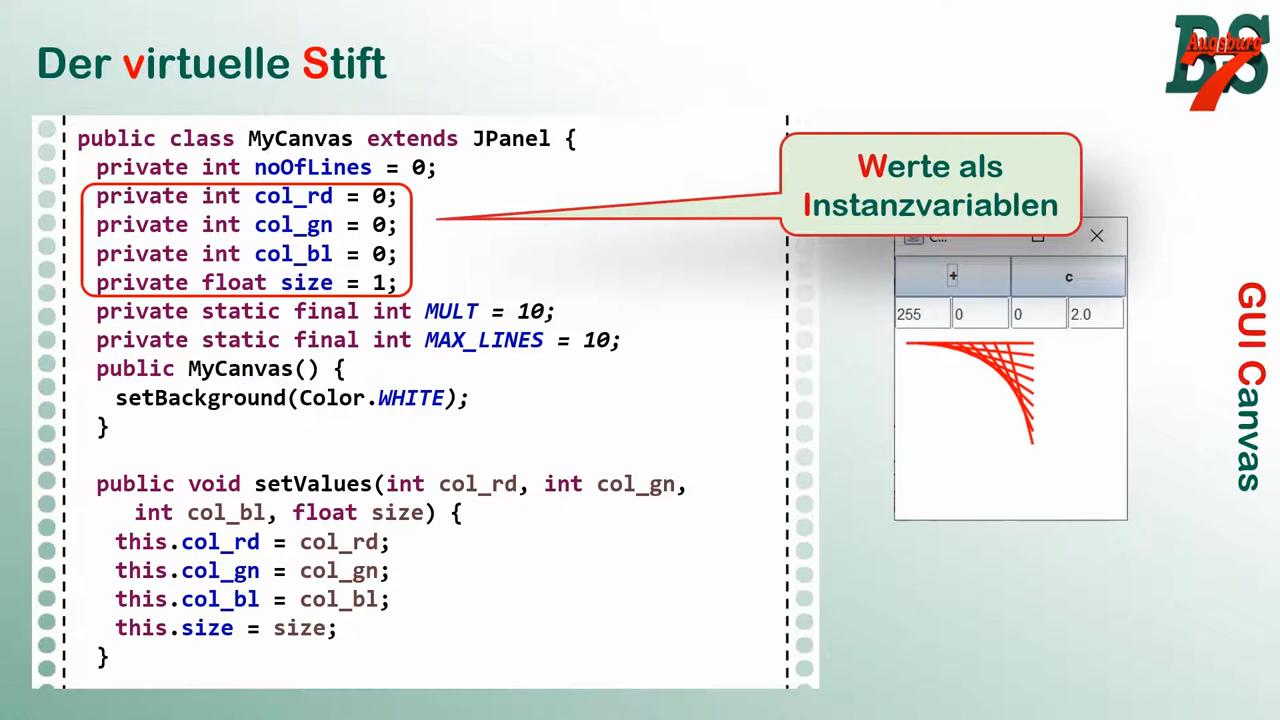 Der virtuelle Stift
BS
Augsburg
7
public class MyCanvas extends JPanel {
private int noOfLines = 0;
private int col_rd = 0;
private int col_gn = 0;
private int col_bl = 0;
private float size = 1;
private static final int MULT = 10;
private static final int MAX_LINES = 10;
public MyCanvas() {
setBackground(Color.WHITE);
}
public void setValues(int col_rd, int col_gn,
int col_bl, float size) {
this.col_rd = col_rd;
this.col_gn = col_gn;
this.col_bl = col_bl;
this.size = size;
}
Werte als
Instanzvariablen
C...
+ c
255 0 0 2.0
GUI Canvas